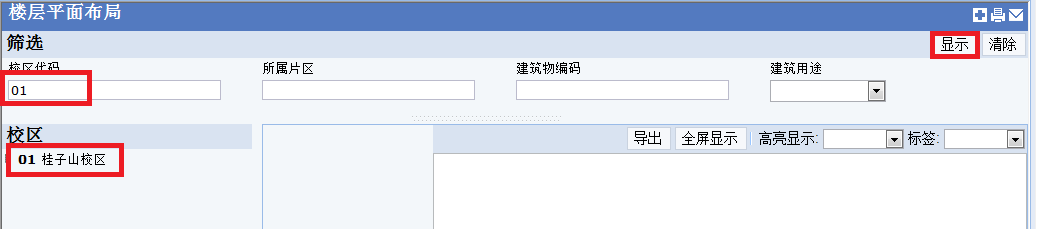 楼层平面布局
筛选 显示 清除
校区代码 所属片区 建筑物编码 建筑用途
01
校区 导出 全屏显示 高亮显示: 标签:
01 桂子山校区